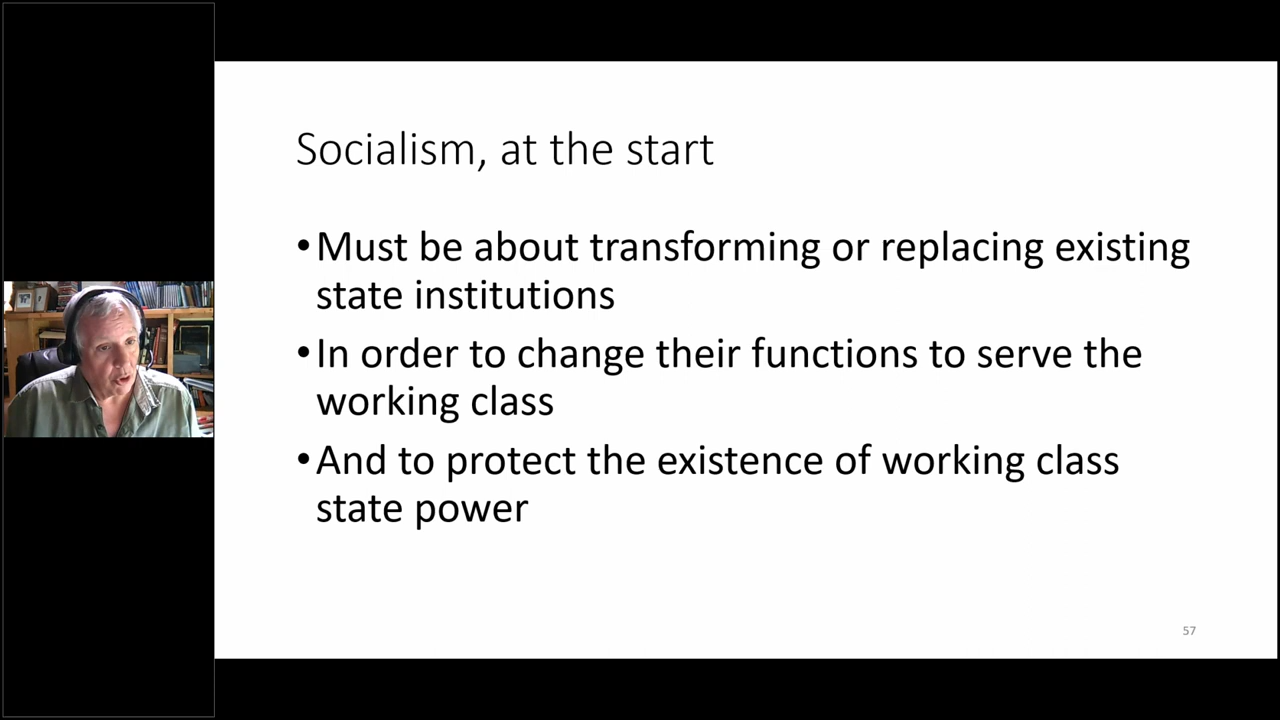 Socialism, at the start
•Must be about transforming or replacing existing
state institutions
•In order to change their functions to serve the
working class
•And to protect the existence of working class
state power
57